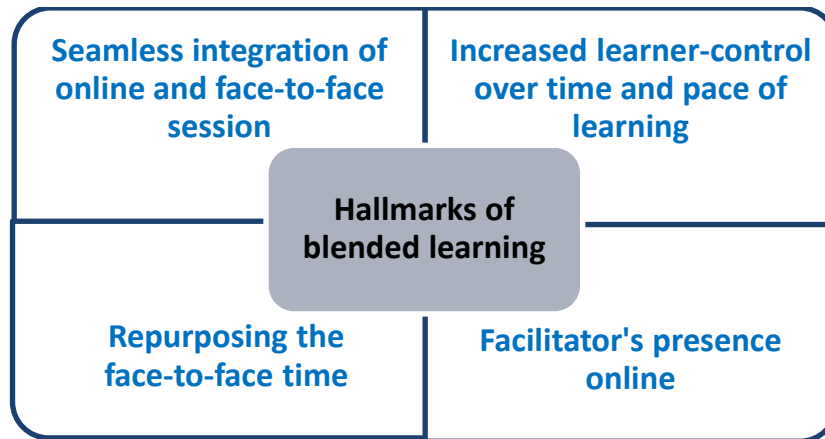 Seamless integration of
online and face-to-face
session
Increased learner-control
over time and pace of
learning
Hallmarks of
blended learning
Repurposing the
face-to-face time
Facilitator's presence
online